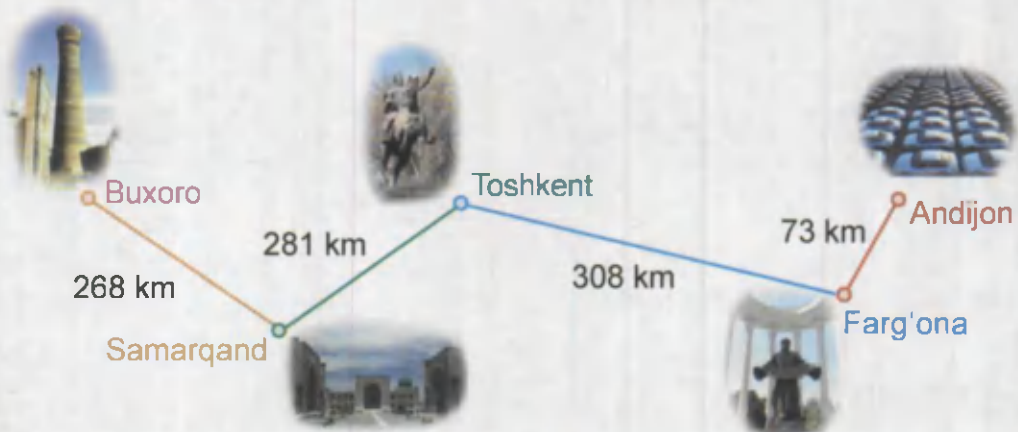 Buxoro
Toshkent
Andijon
281 km
73 km
268 km
308 km
Farg'ona
Samarqand